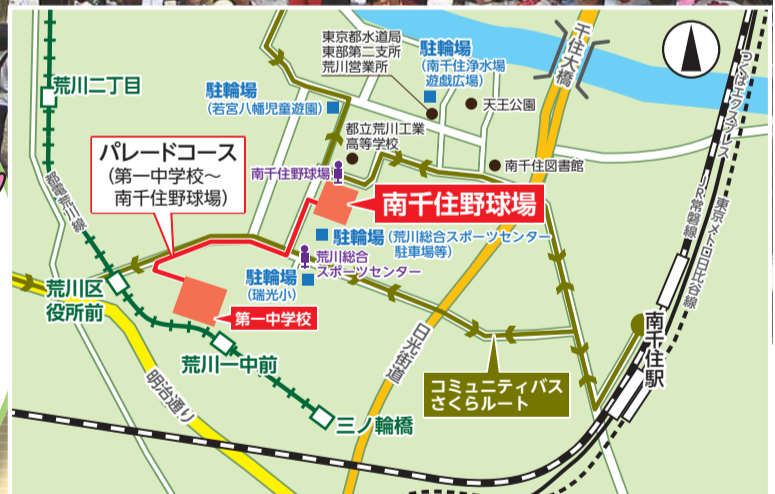 東京都水道局
東部第二支所
荒川営業所
駐輪場
(南千住浄水場
遊戯広場)
千住大橋
荒川二丁目
駐輪場
(若宮八幡児童遊園)
天王公園
つくばエクスプレス
都立荒川工業
高等学校
パレードコース
(第一中学校～
南千住野球場)
南千住野球場
南千住図書館
JR常磐線
東京メトロ日比谷線
南千住野球場
都電荒川線
駐輪場(荒川総合スポーツセンター
駐車場等)
荒川総合
スポーツセンター
駐輪場
(瑞光小)
荒川区
役所前
第一中学校
南千住駅
日光街道
荒川一中前
コミュニティバス
さくらルート
明治通り
三ノ輪橋